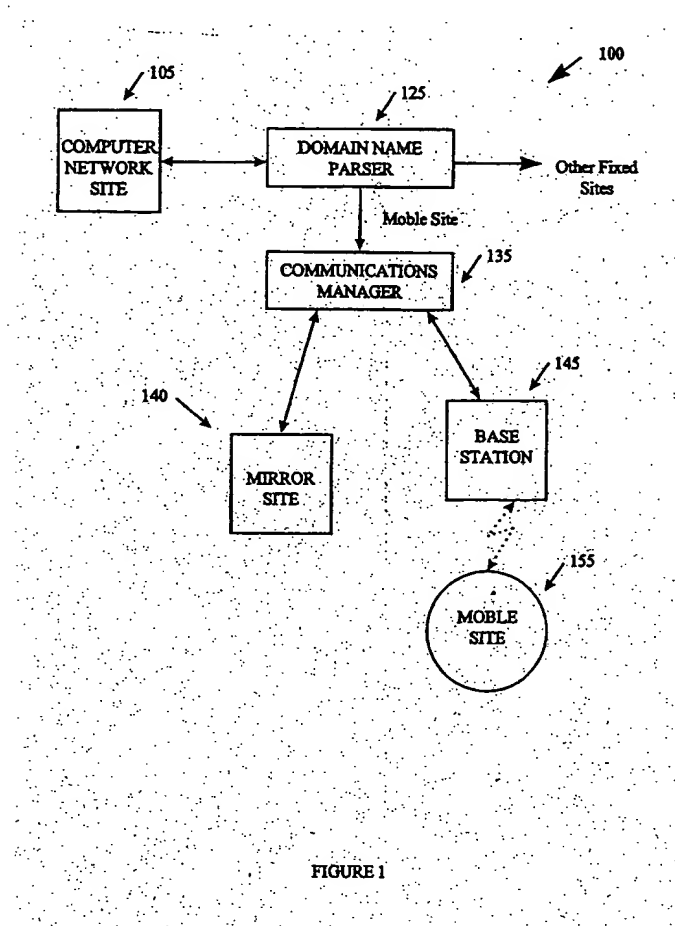 100
105
125
COMPUTER
NETWORK
SITE
DOMAIN NAME
PARSER
Other Fixed
Sites
Moble Site
COMMUNICATIONS
MANAGER
135
140
145
MIRROR
SITE
BASE
STATION
155
MOBLE
SITE
FIGURE 1